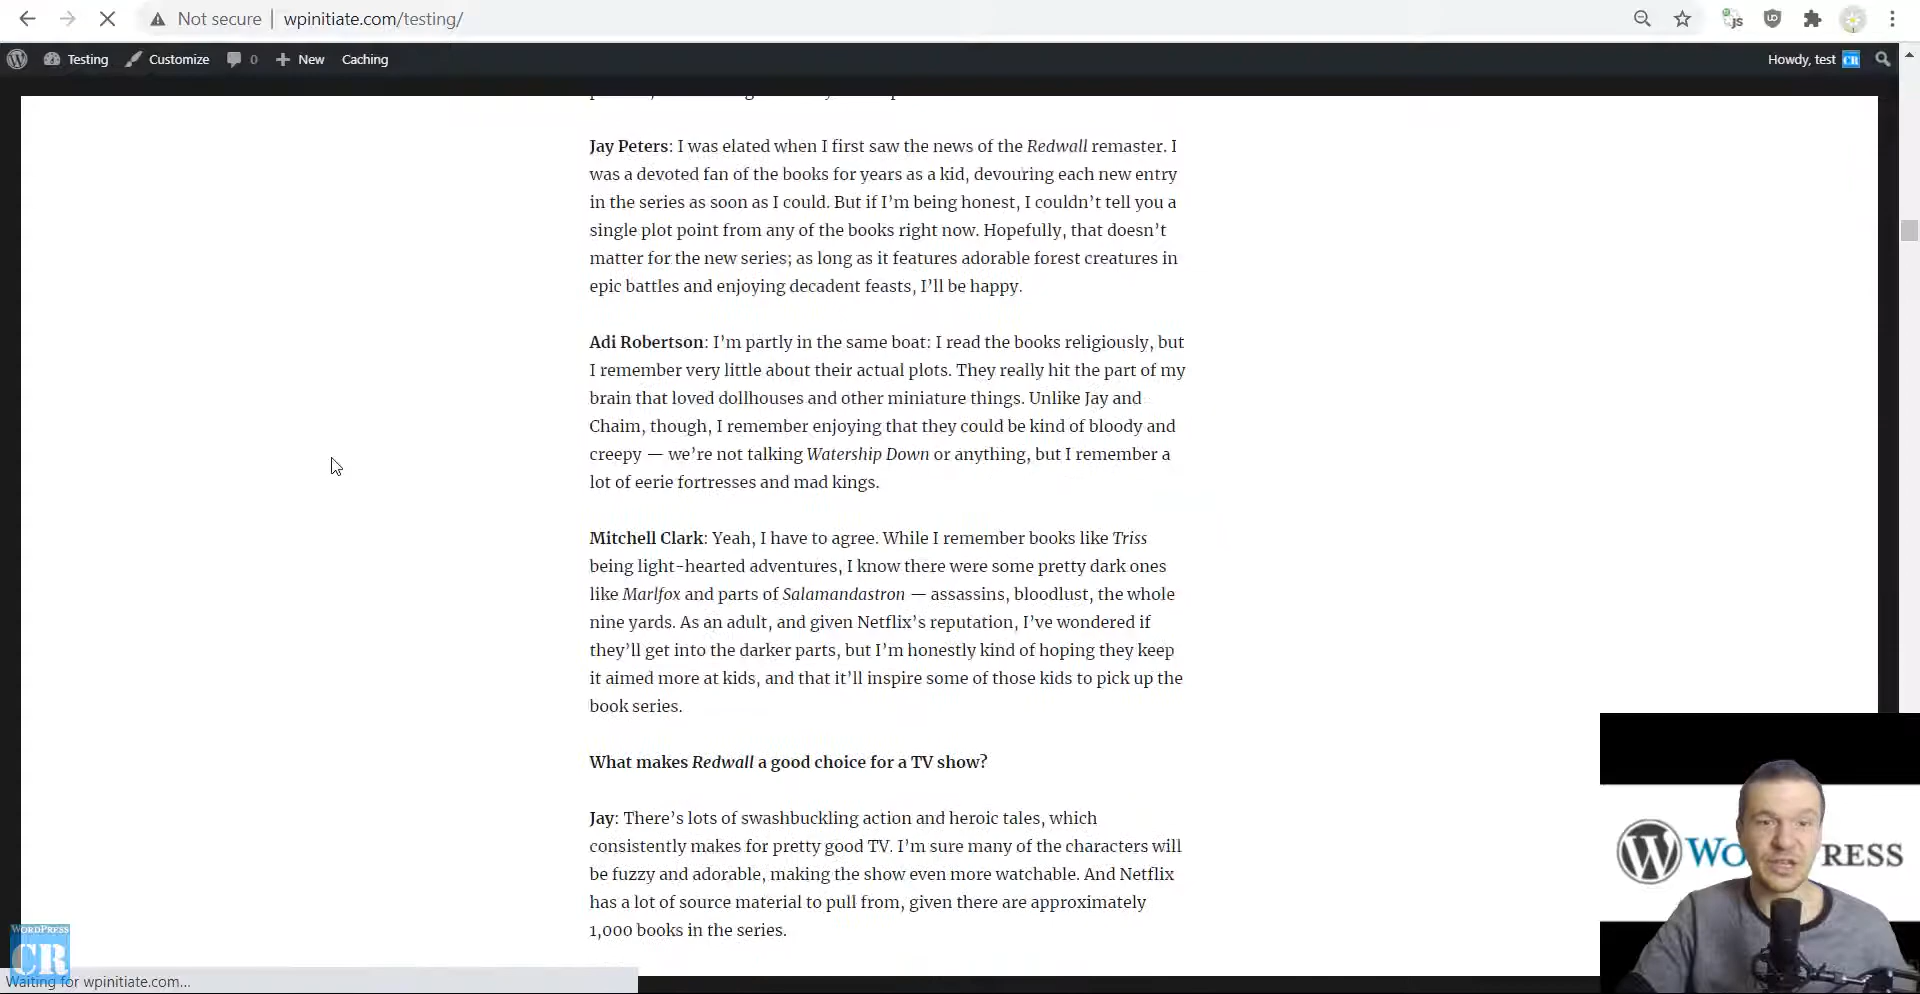 Not secure wpinitiate.com/testing/
Testing Customize 0 New Caching Howdy, test CR
Jay Peters: I was elated when I first saw the news of the Redwall remaster. I
was a devoted fan of the books for years as a kid, devouring each new entry
in the series as soon as I could. But if I’m being honest, I couldn’t tell you a
single plot point from any of the books right now. Hopefully, that doesn’t
matter for the new series; as long as it features adorable forest creatures in
epic battles and enjoying decadent feasts, I’ll be happy.
Adi Robertson: I’m partly in the same boat: I read the books religiously, but
I remember very little about their actual plots. They really hit the part of my
brain that loved dollhouses and other miniature things. Unlike Jay and
Chaim, though, I remember enjoying that they could be kind of bloody and
creepy — we’re not talking Watership Down or anything, but I remember a
lot of eerie fortresses and mad kings.
Mitchell Clark: Yeah, I have to agree. While I remember books like Triss
being light-hearted adventures, I know there were some pretty dark ones
like Marlfox and parts of Salamandastron — assassins, bloodlust, the whole
nine yards. As an adult, and given Netflix’s reputation, I’ve wondered if
they’ll get into the darker parts, but I’m honestly kind of hoping they keep
it aimed more at kids, and that it’ll inspire some of those kids to pick up the
book series.
What makes Redwall a good choice for a TV show?
Jay: There’s lots of swashbuckling action and heroic tales, which
consistently makes for pretty good TV. I’m sure many of the characters will
be fuzzy and adorable, making the show even more watchable. And Netflix
has a lot of source material to pull from, given there are approximately
1,000 books in the series.
WORDPRESS
CR
Waiting for wpinitiate.com...
W Wo RESS